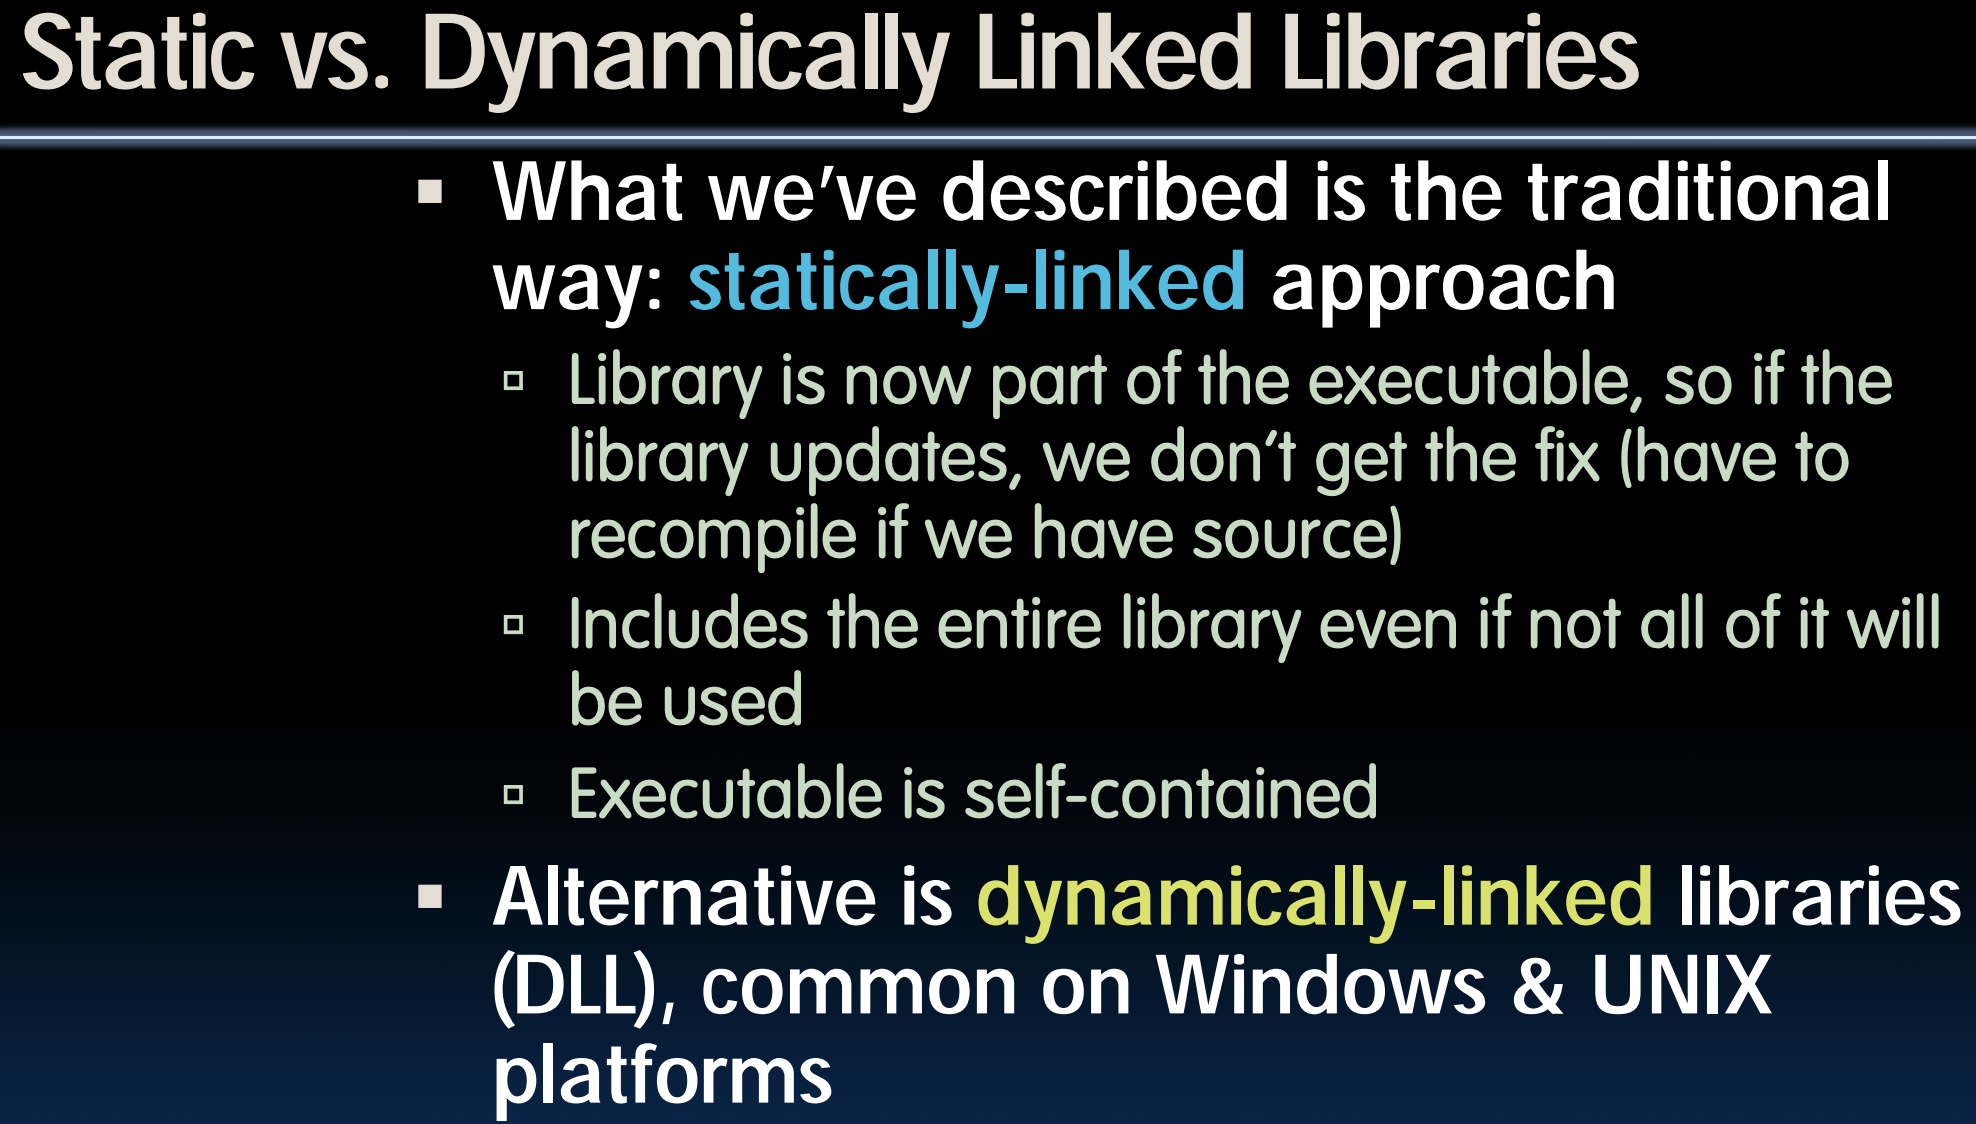 Static vs. Dynamically Linked Libraries
What we’ve described is the traditional
way: statically-linked approach
Library is now part of the executable, so if the
library updates, we don’t get the fix (have to
recompile if we have source)
Includes the entire library even if not all of it will
be used
Executable is self-contained
Alternative is dynamically-linked libraries
(DLL), common on Windows & UNIX
platforms